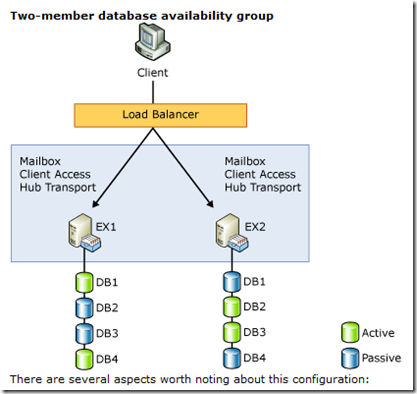 Two-member database availability group
Client
Load Balancer
Mailbox
Client Access
Hub Transport
Mailbox
Client Access
Hub Transport
EX1
EX2
DB1
DB2
DB3
DB4
DB1
DB2
DB3
DB4
Active
Passive
There are several aspects worth noting about this configuration: